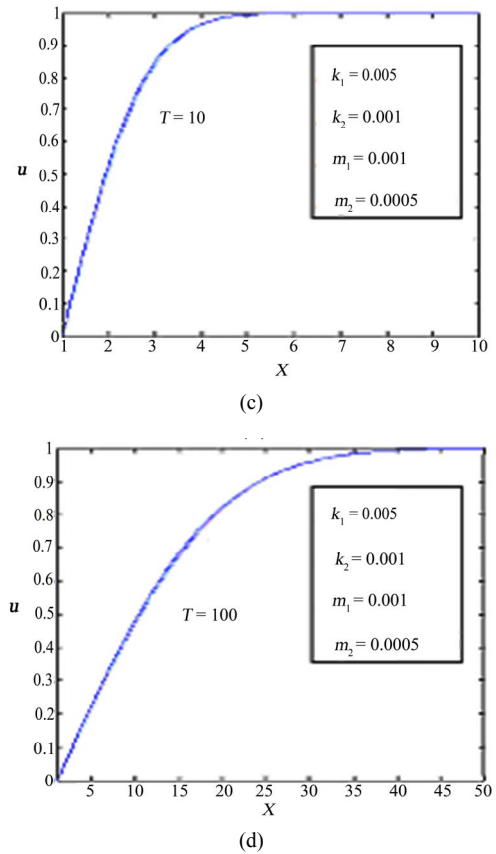 1
0.9
0.8
0.7
0.6
0.5
0.4
0.3
0.2
0.1
0
u
T = 10
k1 = 0.005
k2 = 0.001
m1 = 0.001
m2 = 0.0005
1 2 3 4 5 6 7 8 9 10
X
(c)
1
0.9
0.8
0.7
0.6
0.5
0.4
0.3
0.2
0.1
0
u
T = 100
k1 = 0.005
k2 = 0.001
m1 = 0.001
m2 = 0.0005
5 10 15 20 25 30 35 40 45 50
X
(d)